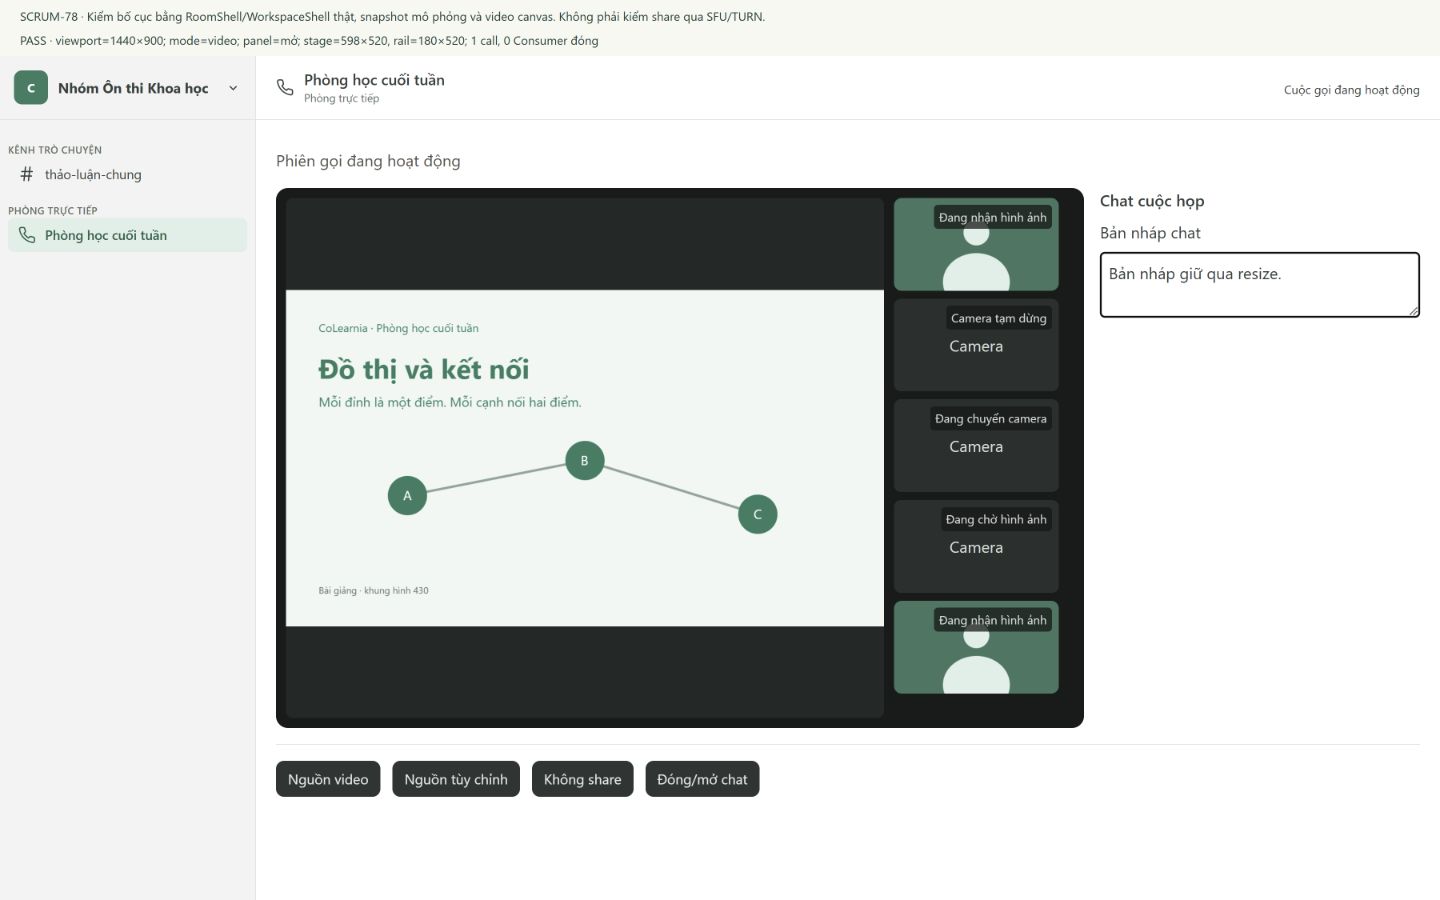 SCRUM-78 · Kiểm bố cục bằng RoomShell/WorkspaceShell thật, snapshot mô phỏng và video canvas. Không phải kiểm share qua SFU/TURN.
PASS · viewport=1440×900; mode=video; panel=mở; stage=598×520, rail=180×520; 1 call, 0 Consumer đóng
C
Nhóm Ôn thi Khoa học
KÊNH TRÒ CHUYỆN
# thảo-luận-chung
PHÒNG TRỰC TIẾP
Phòng học cuối tuần
Phòng học cuối tuần
Phòng trực tiếp
Cuộc gọi đang hoạt động
Phiên gọi đang hoạt động
CoLearnia · Phòng học cuối tuần
Đồ thị và kết nối
Mỗi đỉnh là một điểm. Mỗi cạnh nối hai điểm.
A
B
C
Bài giảng · khung hình 430
Đang nhận hình ảnh
Camera tạm dừng
Camera
Đang chuyển camera
Camera
Đang chờ hình ảnh
Camera
Đang nhận hình ảnh
Chat cuộc họp
Bản nháp chat
Bản nháp giữ qua resize.
Nguồn video
Nguồn tùy chỉnh
Không share
Đóng/mở chat